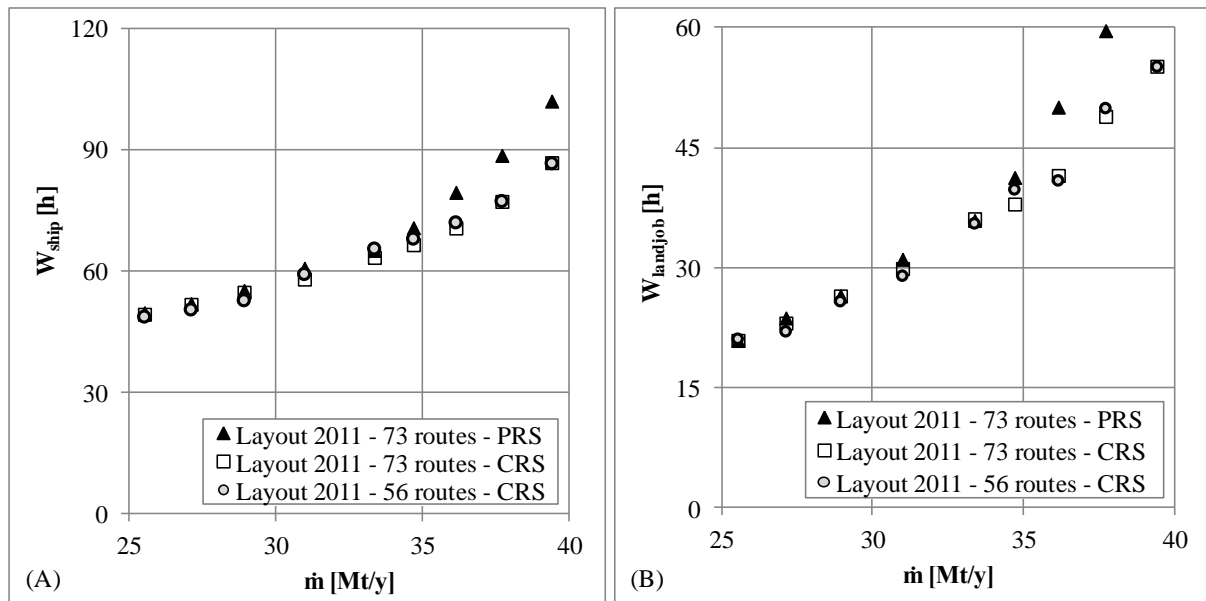 120
90
60
30
0
W_ship [h]
Layout 2011 - 73 routes - PRS
Layout 2011 - 73 routes - CRS
Layout 2011 - 56 routes - CRS
25
30
35
40
ṁ [Mt/y]
(A)
60
45
30
15
0
W_landjob [h]
Layout 2011 - 73 routes - PRS
Layout 2011 - 73 routes - CRS
Layout 2011 - 56 routes - CRS
25
30
35
40
ṁ [Mt/y]
(B)